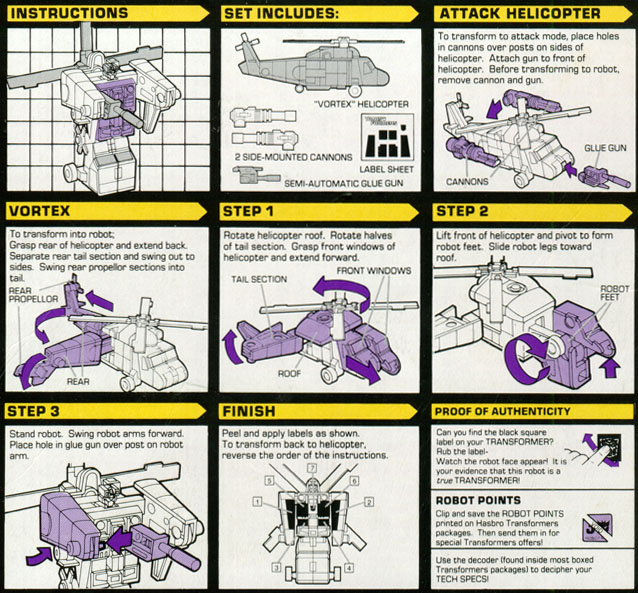 INSTRUCTIONS
SET INCLUDES:
"VORTEX" HELICOPTER
2 SIDE-MOUNTED CANNONS
TRANSFORMERS
LABEL SHEET
SEMI-AUTOMATIC GLUE GUN
ATTACK HELICOPTER
To transform to attack mode, place holes
in cannons over posts on sides of
helicopter. Attach gun to front of
helicopter. Before transforming to robot,
remove cannon and gun.
GLUE GUN
CANNONS
VORTEX
To transform into robot;
Grasp rear of helicopter and extend back.
Separate rear tail section and swing out to
sides. Swing rear propellor sections into
tail.
REAR
PROPELLOR
REAR
STEP 1
Rotate helicopter roof. Rotate halves
of tail section. Grasp front windows of
helicopter and extend forward.
FRONT WINDOWS
TAIL SECTION
ROOF
STEP 2
Lift front of helicopter and pivot to form
robot feet. Slide robot legs toward
roof.
ROBOT
FEET
STEP 3
Stand robot. Swing robot arms forward.
Place hole in glue gun over post on robot
arm.
FINISH
Peel and apply labels as shown.
To transform back to helicopter,
reverse the order of the instructions.
7
5
6
1
2
3
4
PROOF OF AUTHENTICITY
Can you find the black square
label on your TRANSFORMER?
Rub the label-
Watch the robot face appear! It is
your evidence that this robot is a
true TRANSFORMER!
ROBOT POINTS
Clip and save the ROBOT POINTS
printed on Hasbro Transformers
packages. Then send them in for
special Transformers offers!
Use the decoder (found inside most boxed
Transformers packages) to decipher your
TECH SPECS!